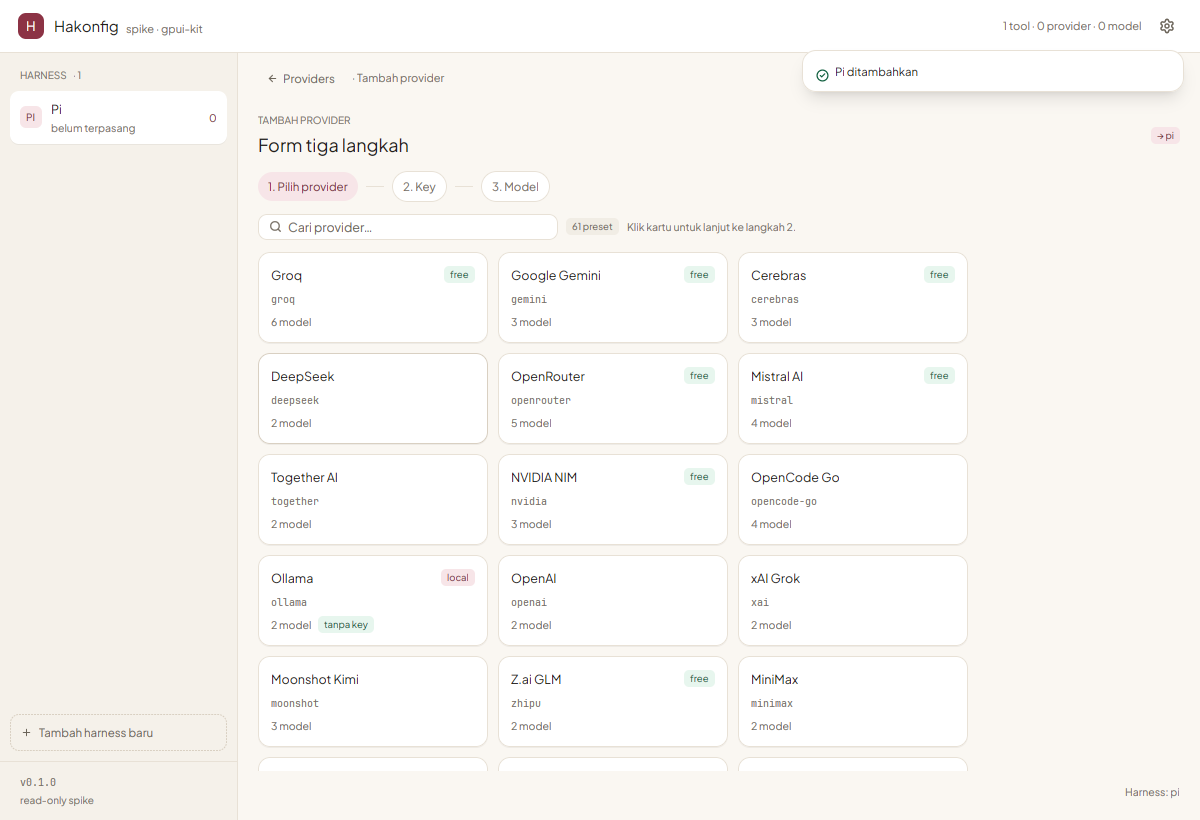 H Hakonfig spike · gpui-kit
1 tool · 0 provider · 0 model
HARNESS · 1
PI Pi 0
belum terpasang
← Providers · Tambah provider
Pi ditambahkan
TAMBAH PROVIDER
Form tiga langkah
→ pi
1. Pilih provider 2. Key 3. Model
Cari provider... 61 preset Klik kartu untuk lanjut ke langkah 2.
Groq free
groq
6 model
Google Gemini free
gemini
3 model
Cerebras free
cerebras
3 model
DeepSeek
deepseek
2 model
OpenRouter free
openrouter
5 model
Mistral AI free
mistral
4 model
Together AI
together
2 model
NVIDIA NIM free
nvidia
3 model
OpenCode Go
opencode-go
4 model
Ollama local
ollama
2 model tanpa key
OpenAI
openai
2 model
xAI Grok
xai
2 model
Moonshot Kimi
moonshot
3 model
Z.ai GLM free
zhipu
2 model
MiniMax
minimax
2 model
+ Tambah harness baru
v0.1.0
read-only spike
Harness: pi